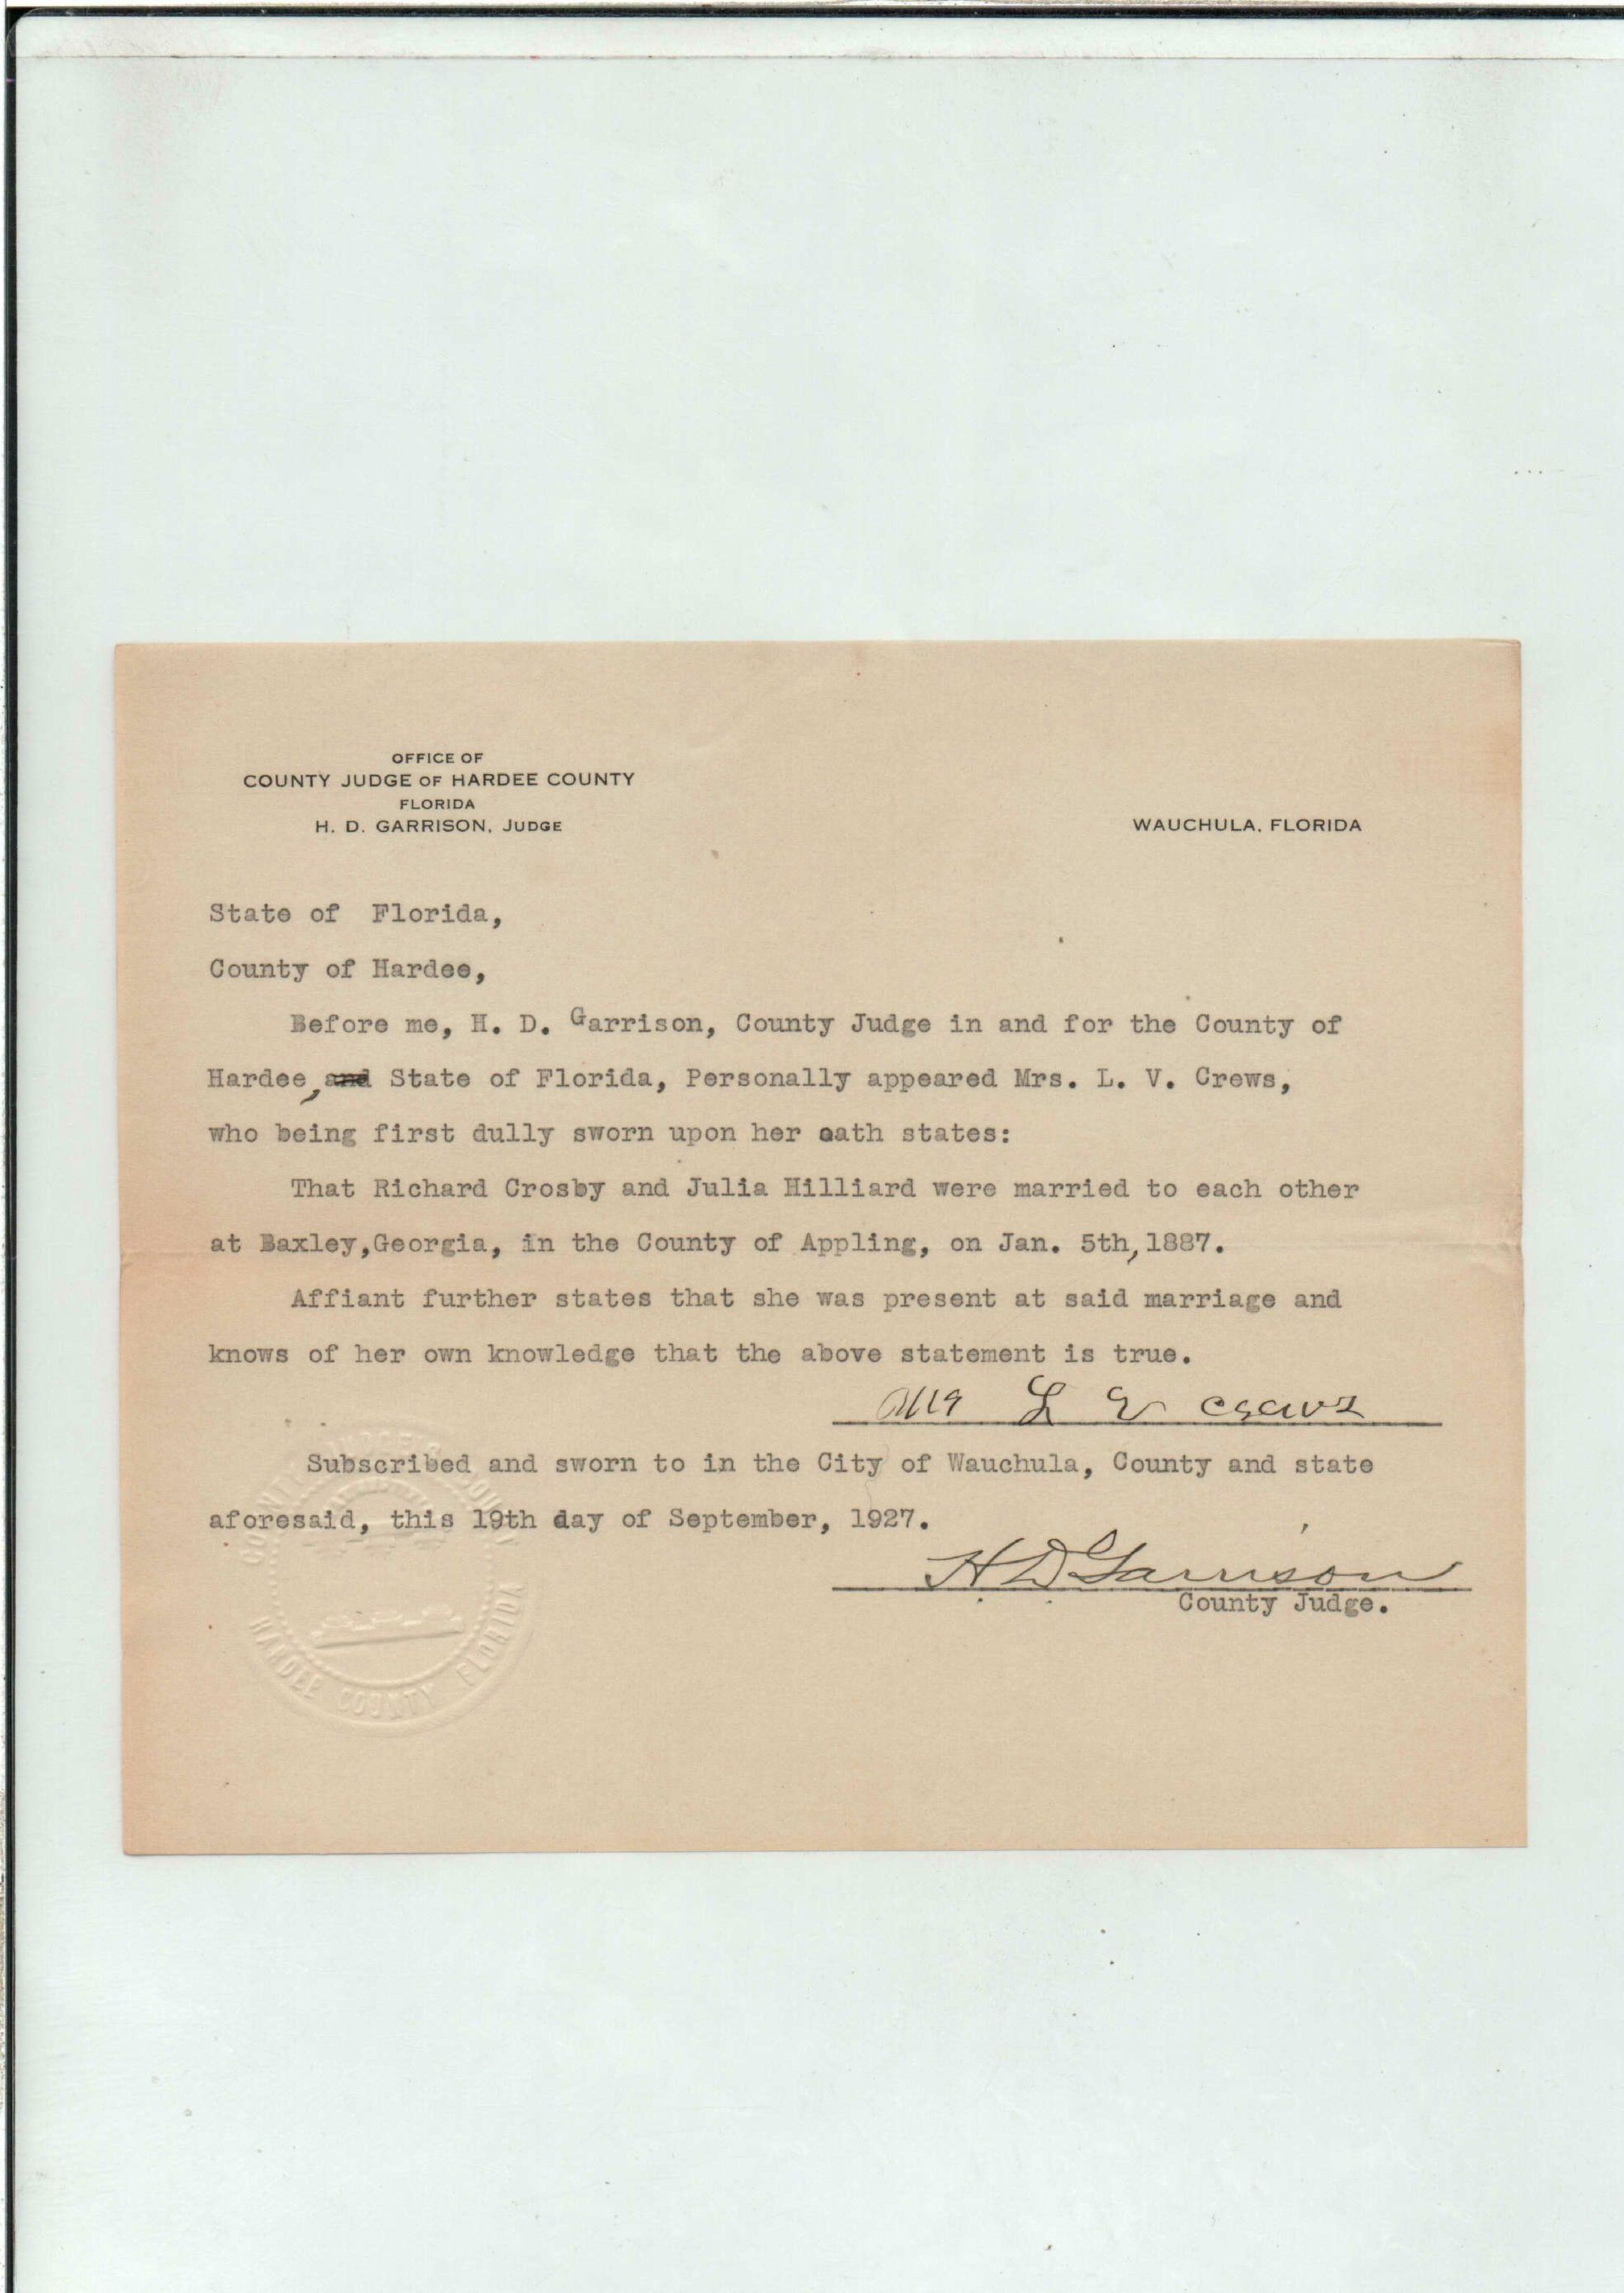 OFFICE OF
COUNTY JUDGE OF HARDEE COUNTY
FLORIDA
H. D. GARRISON, JUDGE
WAUCHULA, FLORIDA
State of Florida,
County of Hardee,
Before me, H. D. Garrison, County Judge in and for the County of
Hardee, and State of Florida, Personally appeared Mrs. L. V. Crews,
who being first dully sworn upon her oath states:
That Richard Crosby and Julia Hilliard were married to each other
at Baxley,Georgia, in the County of Appling, on Jan. 5th, 1887.
Affiant further states that she was present at said marriage and
knows of her own knowledge that the above statement is true.
L V
Subscribed and sworn to in the City of Wauchula, County and state
aforesaid, this 19th day of September, 1927.
H D Garrison
County Judge.
HARDEE COUNTY FLORIDA